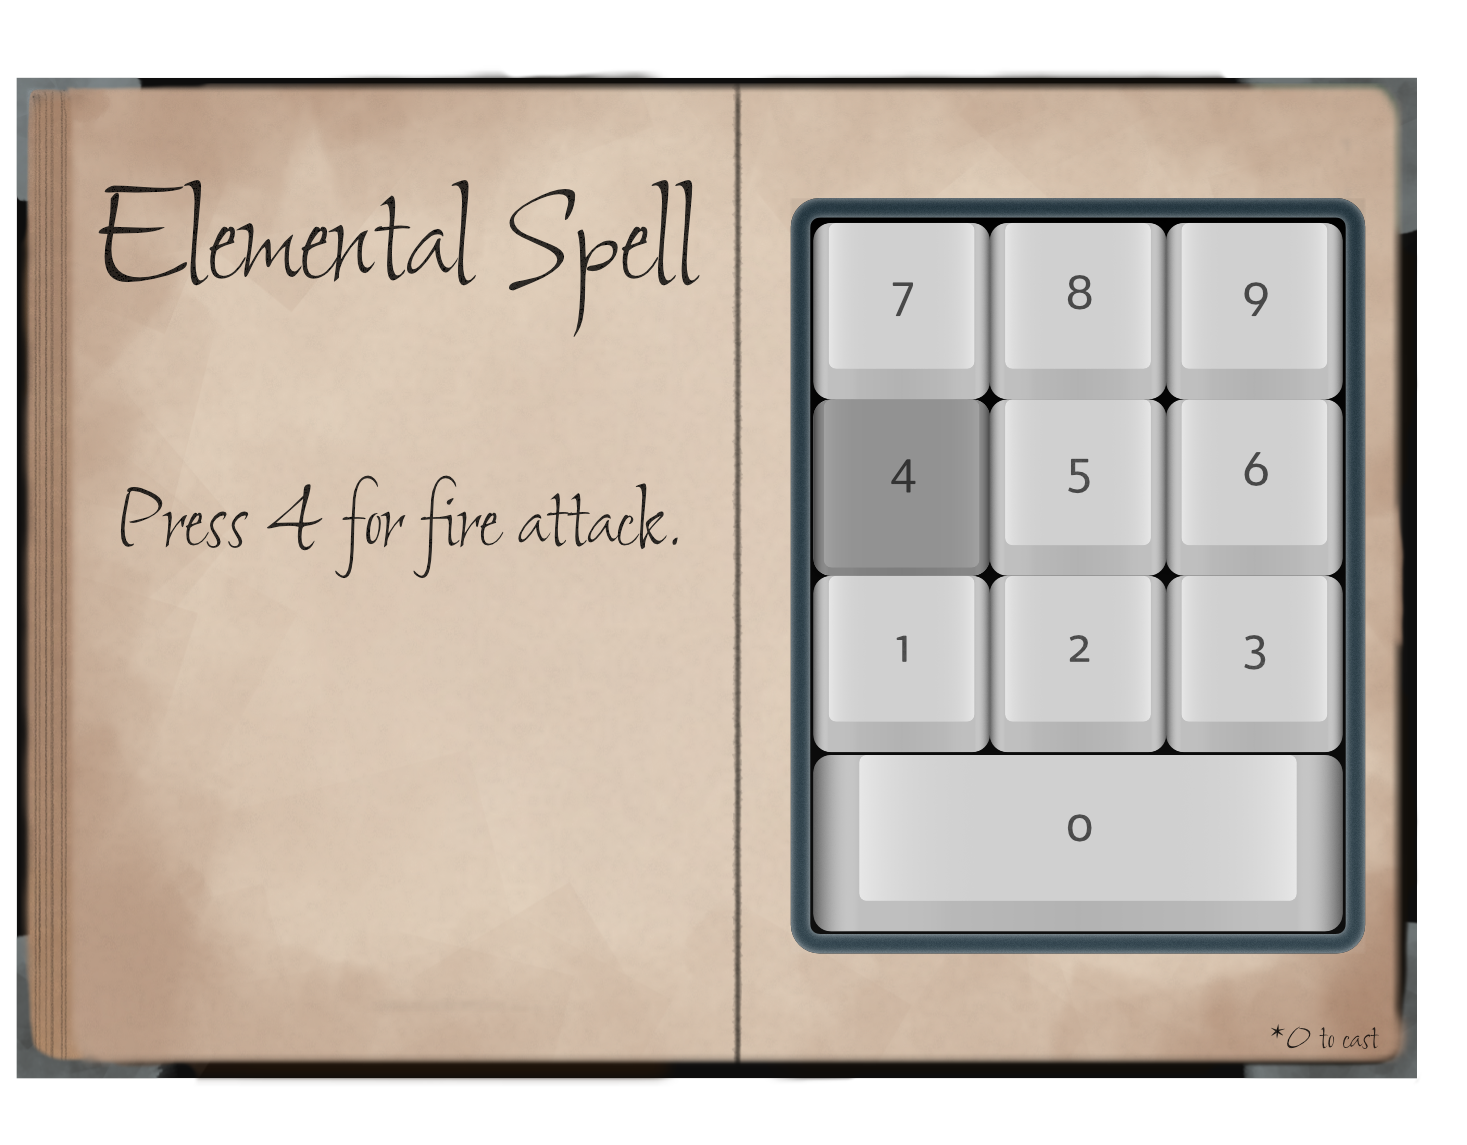 Elemental Spell
Press 4 for fire attack.
7 8 9
4 5 6
1 2 3
0
*0 to cast